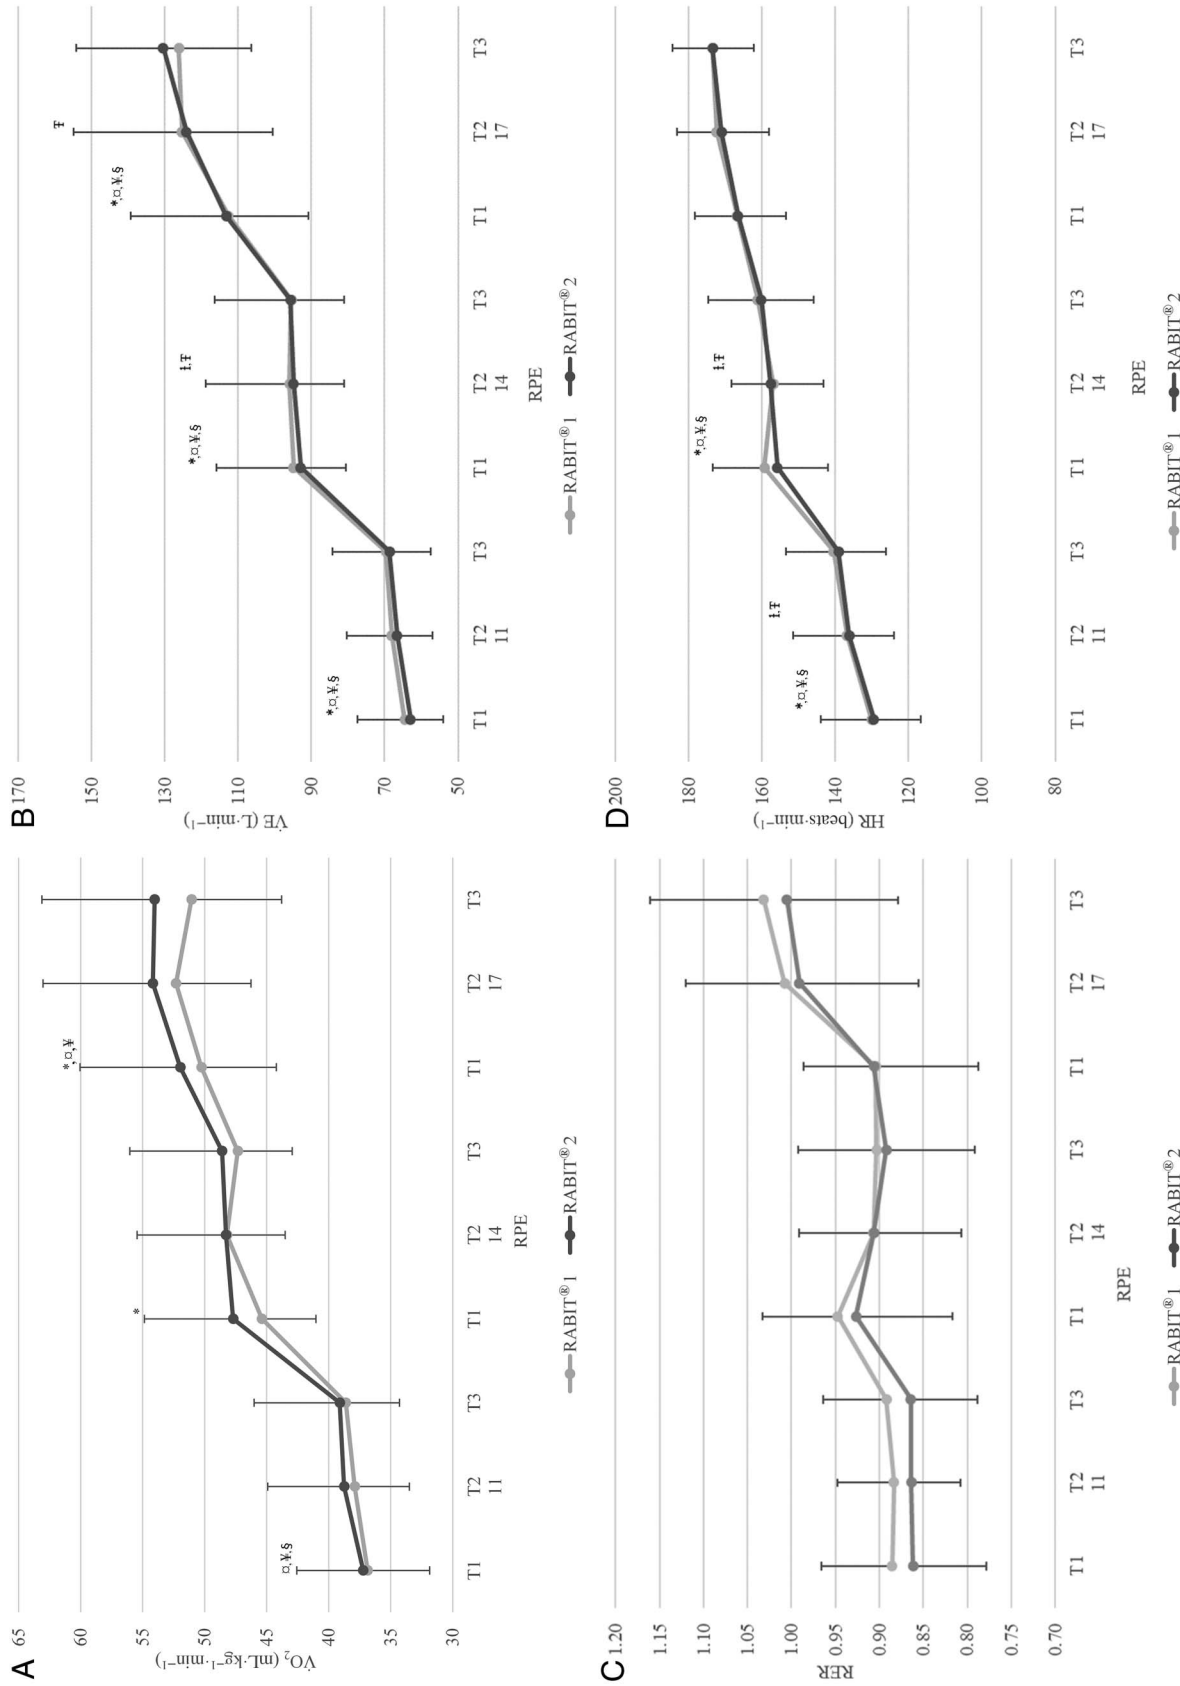 A
65
60
55
50
45
40
35
30
V̇O₂ (mL·kg⁻¹·min⁻¹)
¤,¥,§
*
*,¤,¥
T1 T2 T3 T1 T2 T3 T1 T2 T3
11 14 17
RPE
RABIT® 1 RABIT® 2
B
170
150
130
110
90
70
50
V̇E (L·min⁻¹)
*,¤,¥,§
*,¤,¥,§
ƚ,Ŧ
*,¤,¥,§
Ŧ
T1 T2 T3 T1 T2 T3 T1 T2 T3
11 14 17
RPE
RABIT® 1 RABIT® 2
C
1.20
1.15
1.10
1.05
1.00
0.95
0.90
0.85
0.80
0.75
0.70
RER
T1 T2 T3 T1 T2 T3 T1 T2 T3
11 14 17
RPE
RABIT® 1 RABIT® 2
D
200
180
160
140
120
100
80
HR (beats·min⁻¹)
*,¤,¥,§
ƚ,Ŧ
*,¤,¥,§
ƚ,Ŧ
T1 T2 T3 T1 T2 T3 T1 T2 T3
11 14 17
RPE
RABIT® 1 RABIT® 2